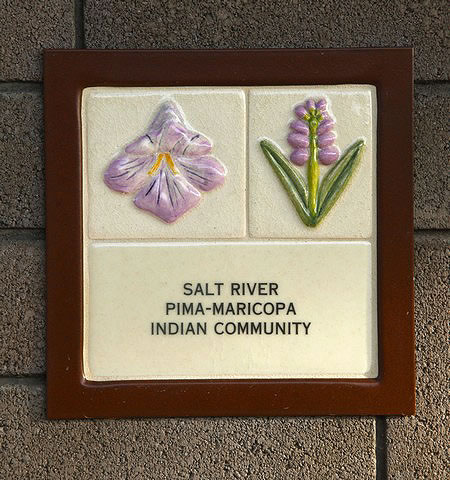 SALT RIVER
PIMA-MARICOPA
INDIAN COMMUNITY